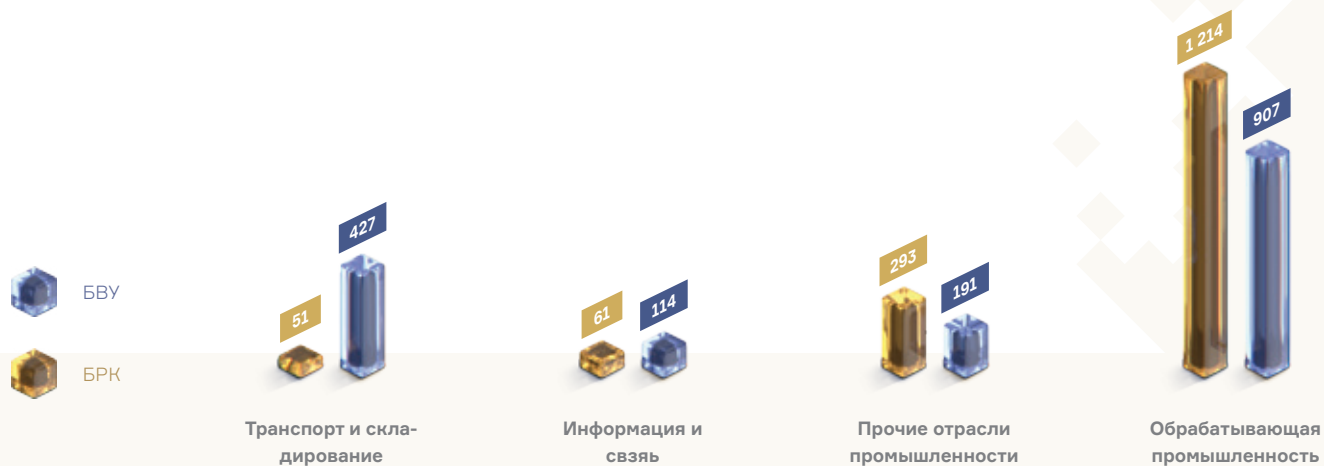 1 214
907
427
293
191
БВУ
51
61
114
БРК
Транспорт и скла-
дирование
Информация и
свзяь
Прочие отрасли
промышленности
Обрабатывающая
промышленность